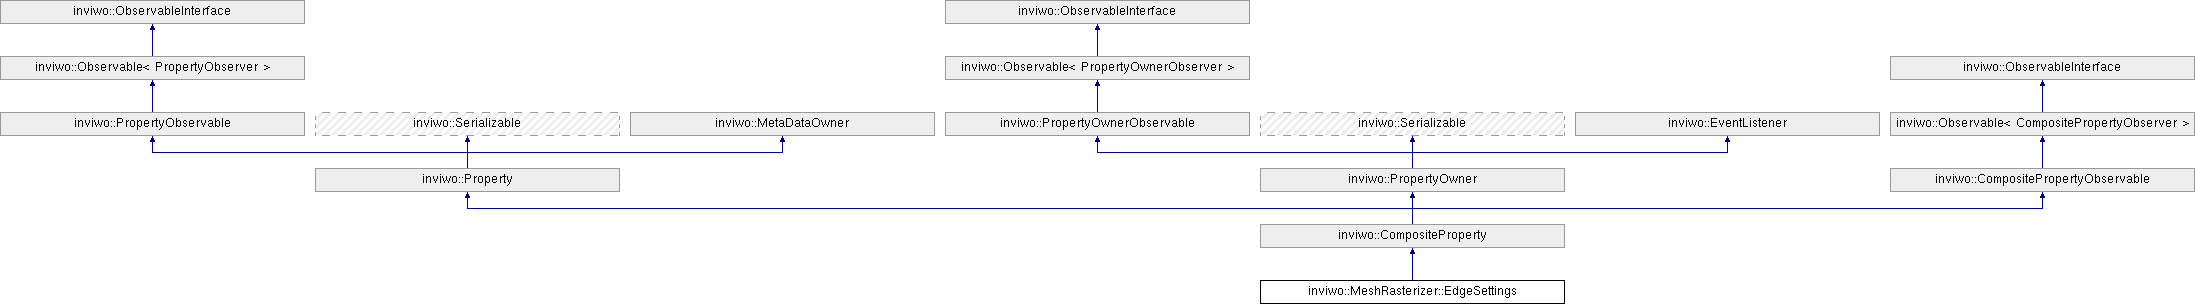 inviwo::ObservableInterface
inviwo::ObservableInterface
inviwo::Observable< PropertyObserver >
inviwo::Observable< PropertyOwnerObserver >
inviwo::ObservableInterface
inviwo::PropertyObservable
inviwo::Serializable
inviwo::MetaDataOwner
inviwo::PropertyOwnerObservable
inviwo::Serializable
inviwo::EventListener
inviwo::Observable< CompositePropertyObserver >
inviwo::Property
inviwo::PropertyOwner
inviwo::CompositePropertyObservable
inviwo::CompositeProperty
inviwo::MeshRasterizer::EdgeSettings